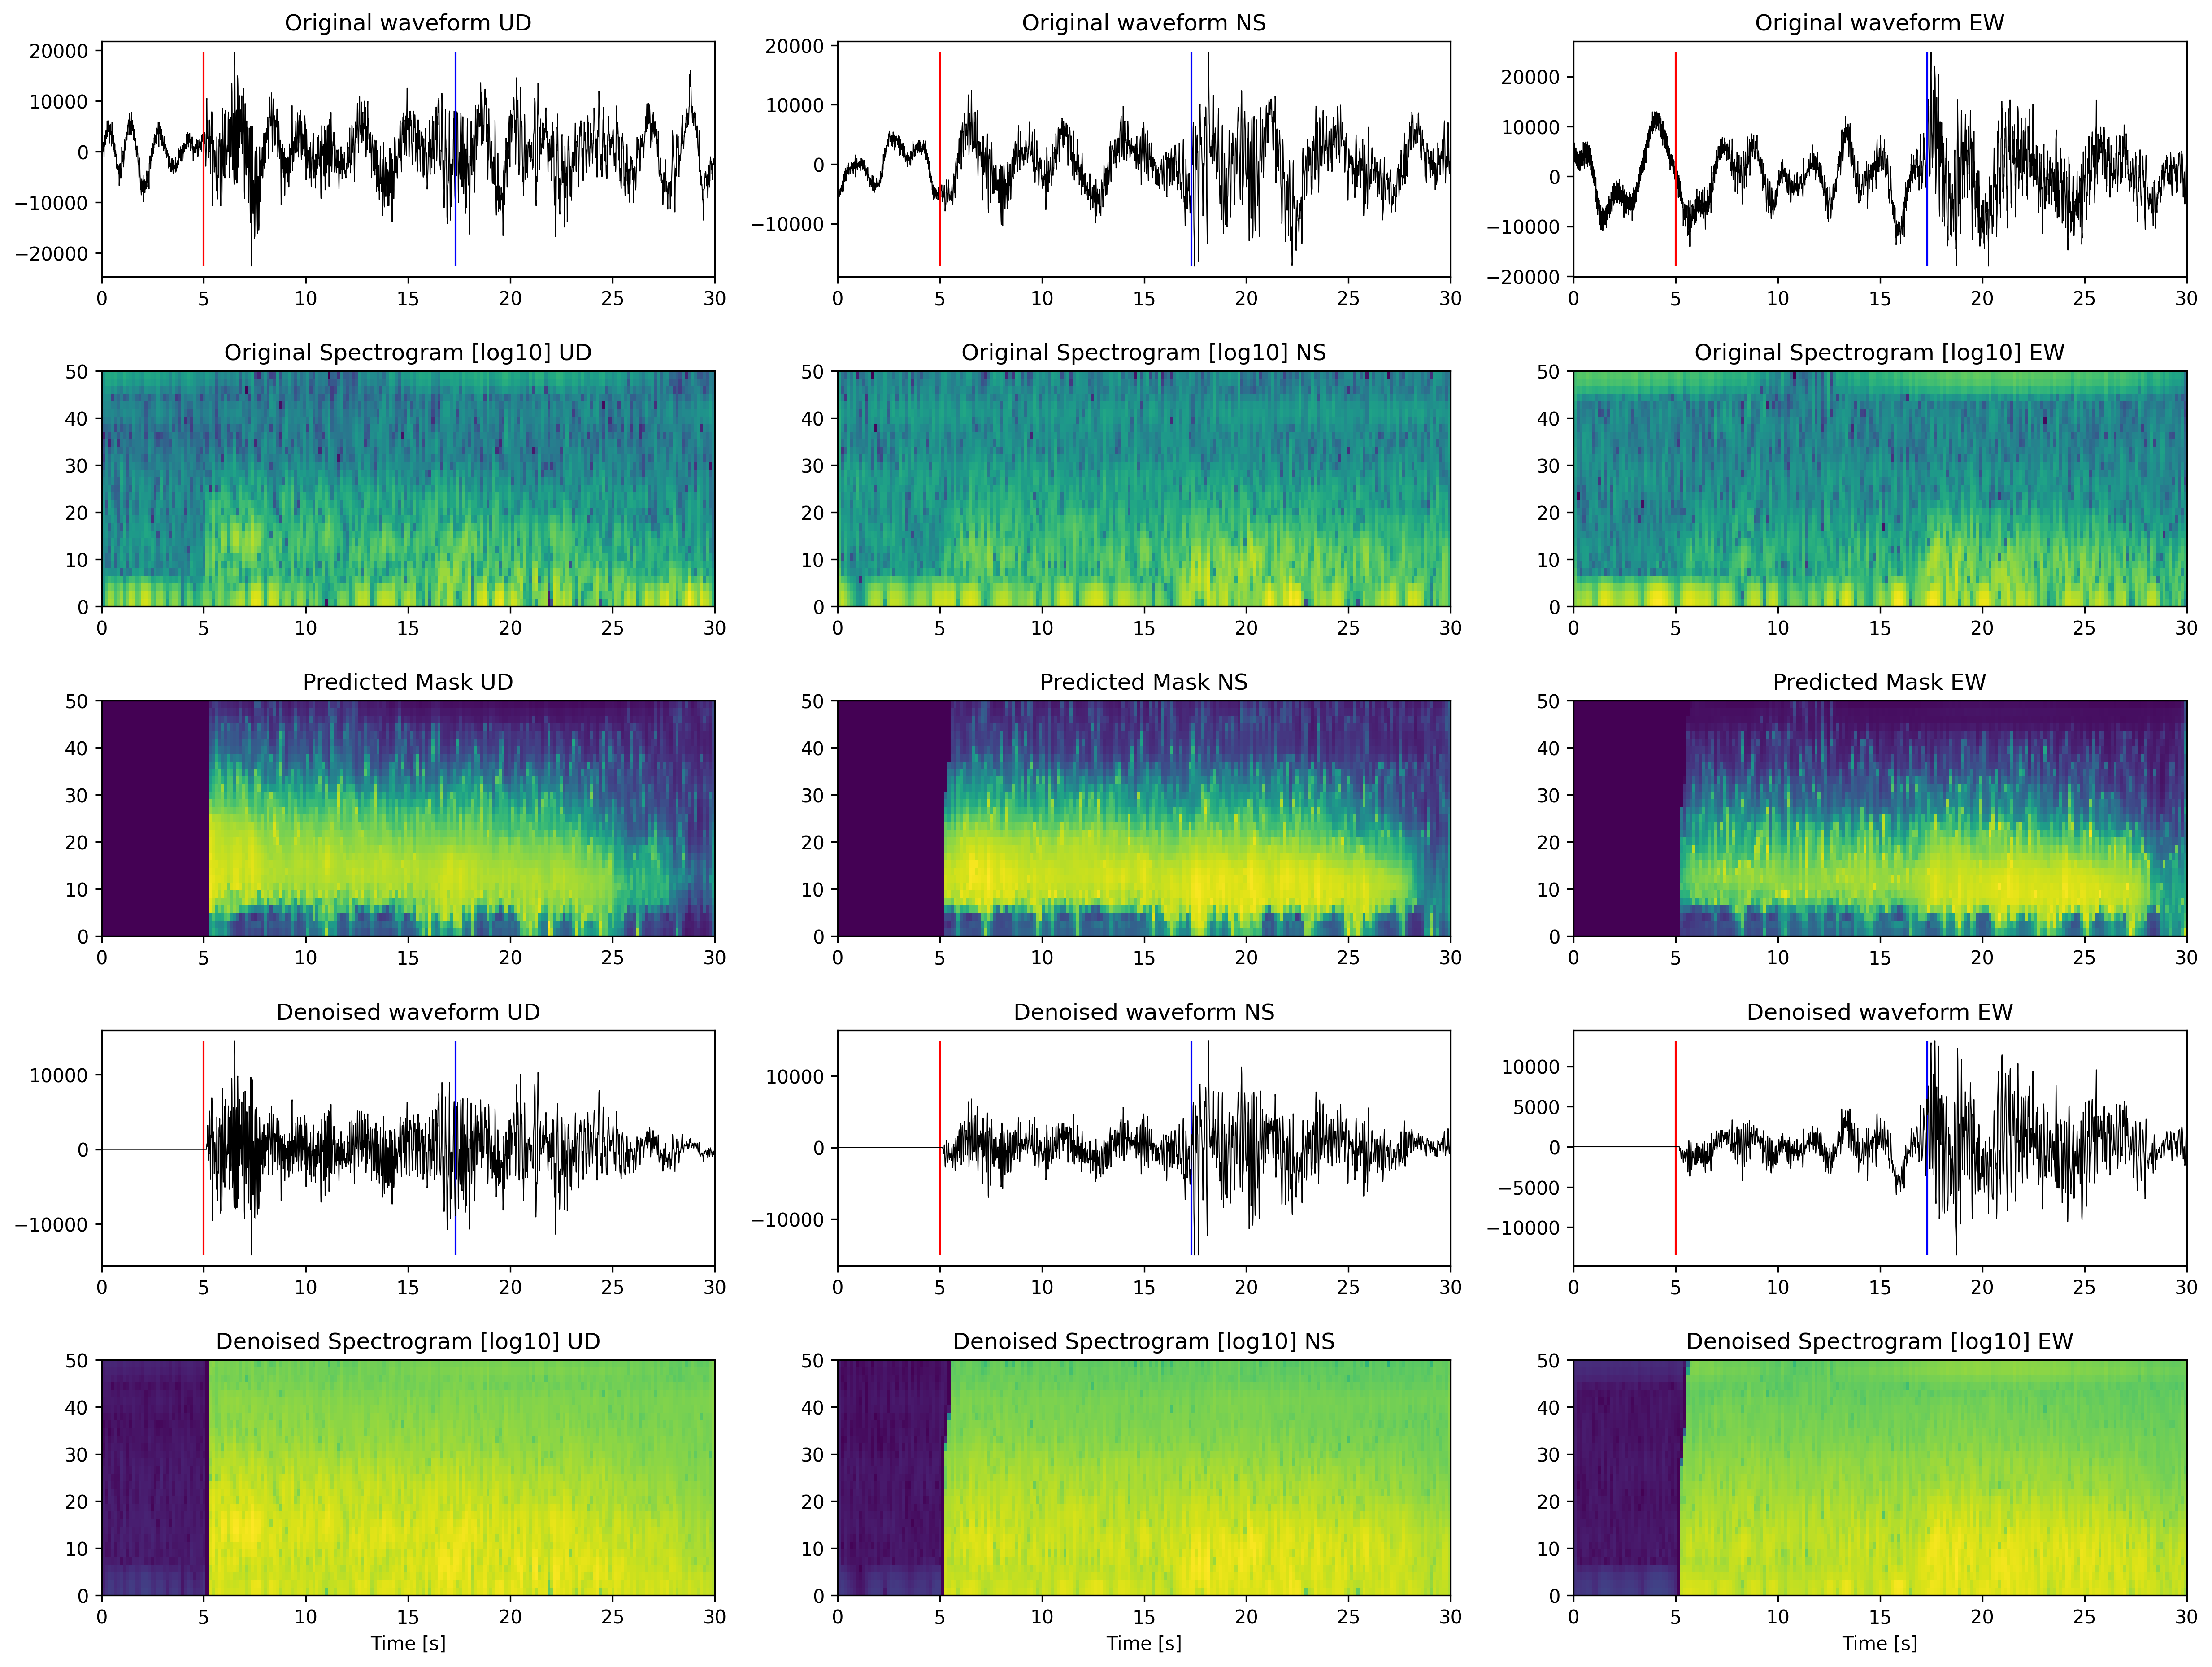 Original waveform UD Original waveform NS Original waveform EW
20000 10000 0 −10000 −20000
20000 10000 0 −10000
20000 10000 0 −10000 −20000
0 5 10 15 20 25 30 0 5 10 15 20 25 30 0 5 10 15 20 25 30
Original Spectrogram [log10] UD Original Spectrogram [log10] NS Original Spectrogram [log10] EW
50 40 30 20 10 0
50 40 30 20 10 0
50 40 30 20 10 0
0 5 10 15 20 25 30 0 5 10 15 20 25 30 0 5 10 15 20 25 30
Predicted Mask UD Predicted Mask NS Predicted Mask EW
50 40 30 20 10 0
50 40 30 20 10 0
50 40 30 20 10 0
0 5 10 15 20 25 30 0 5 10 15 20 25 30 0 5 10 15 20 25 30
Denoised waveform UD Denoised waveform NS Denoised waveform EW
10000 0 −10000
10000 0 −10000
10000 5000 0 −5000 −10000
0 5 10 15 20 25 30 0 5 10 15 20 25 30 0 5 10 15 20 25 30
Denoised Spectrogram [log10] UD Denoised Spectrogram [log10] NS Denoised Spectrogram [log10] EW
50 40 30 20 10 0
50 40 30 20 10 0
50 40 30 20 10 0
0 5 10 15 20 25 30 0 5 10 15 20 25 30 0 5 10 15 20 25 30
Time [s] Time [s] Time [s]